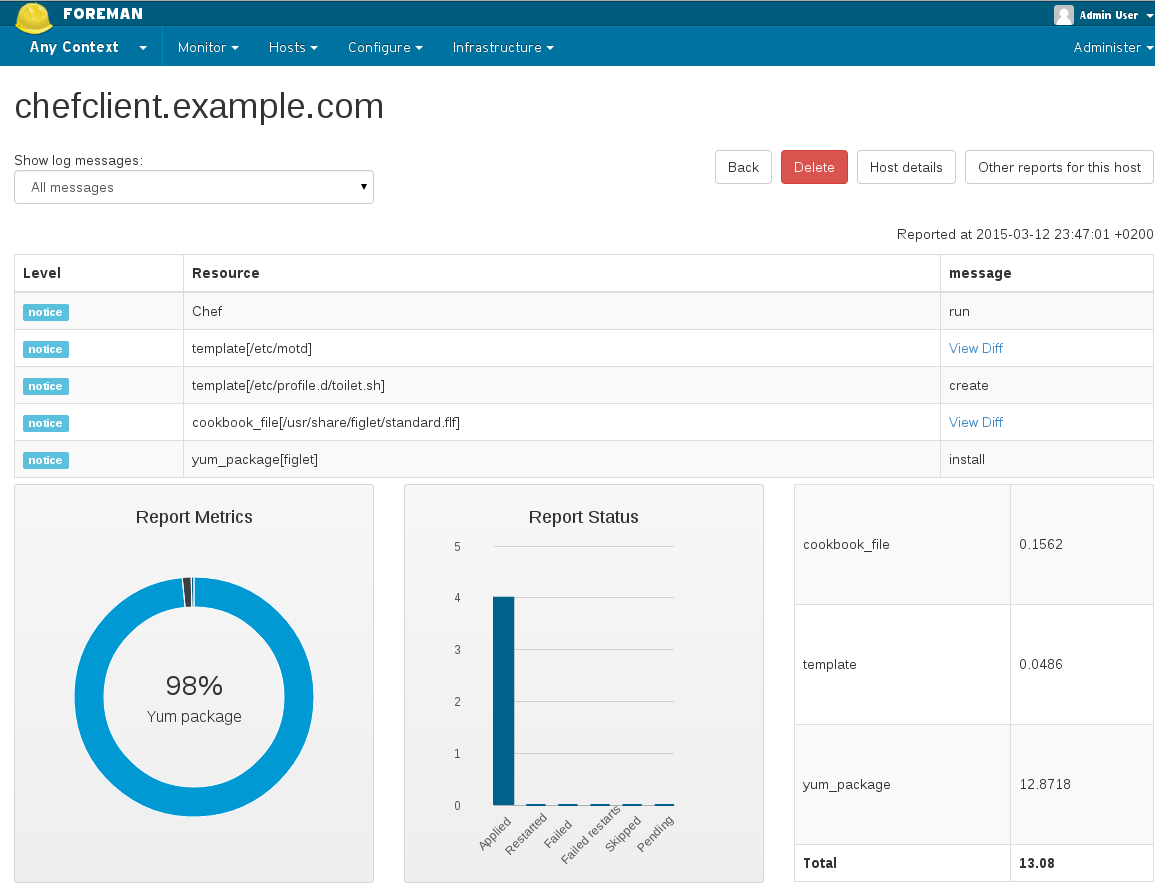 FOREMAN
Admin User
Any Context Monitor Hosts Configure Infrastructure Administer
chefclient.example.com
Show log messages:
All messages
Back Delete Host details Other reports for this host
Reported at 2015-03-12 23:47:01 +0200
Level Resource message
notice Chef run
notice template[/etc/motd] View Diff
notice template[/etc/profile.d/toilet.sh] create
notice cookbook_file[/usr/share/figlet/standard.flf] View Diff
notice yum_package[figlet] install
Report Metrics
98%
Yum package
Report Status
5
4
3
2
1
0
Applied Restarted Failed Failed restarts Skipped Pending
cookbook_file 0.1562
template 0.0486
yum_package 12.8718
Total 13.08